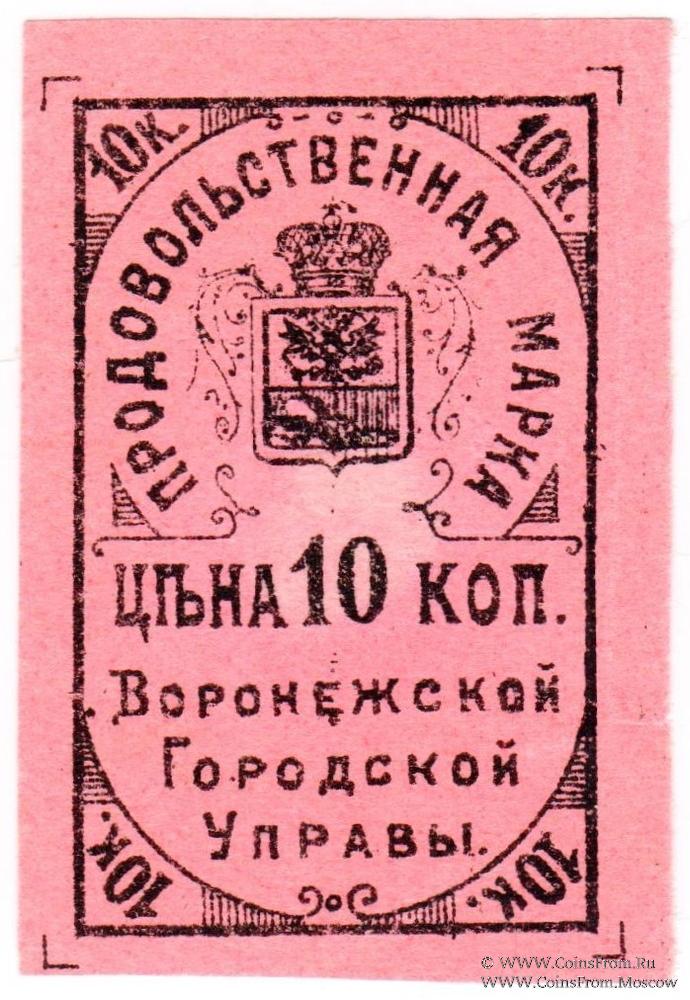 10к. 10к.
ПРОДОВОЛЬСТВЕННАЯ МАРКА
ЦѢНА 10 КОП.
ВОРОНЕЖСКОЙ
ГОРОДСКОЙ
УПРАВЫ.
10к. 10к.
© WWW.CoinsFrom.Ru
WWW.CoinsFrom.Moscow